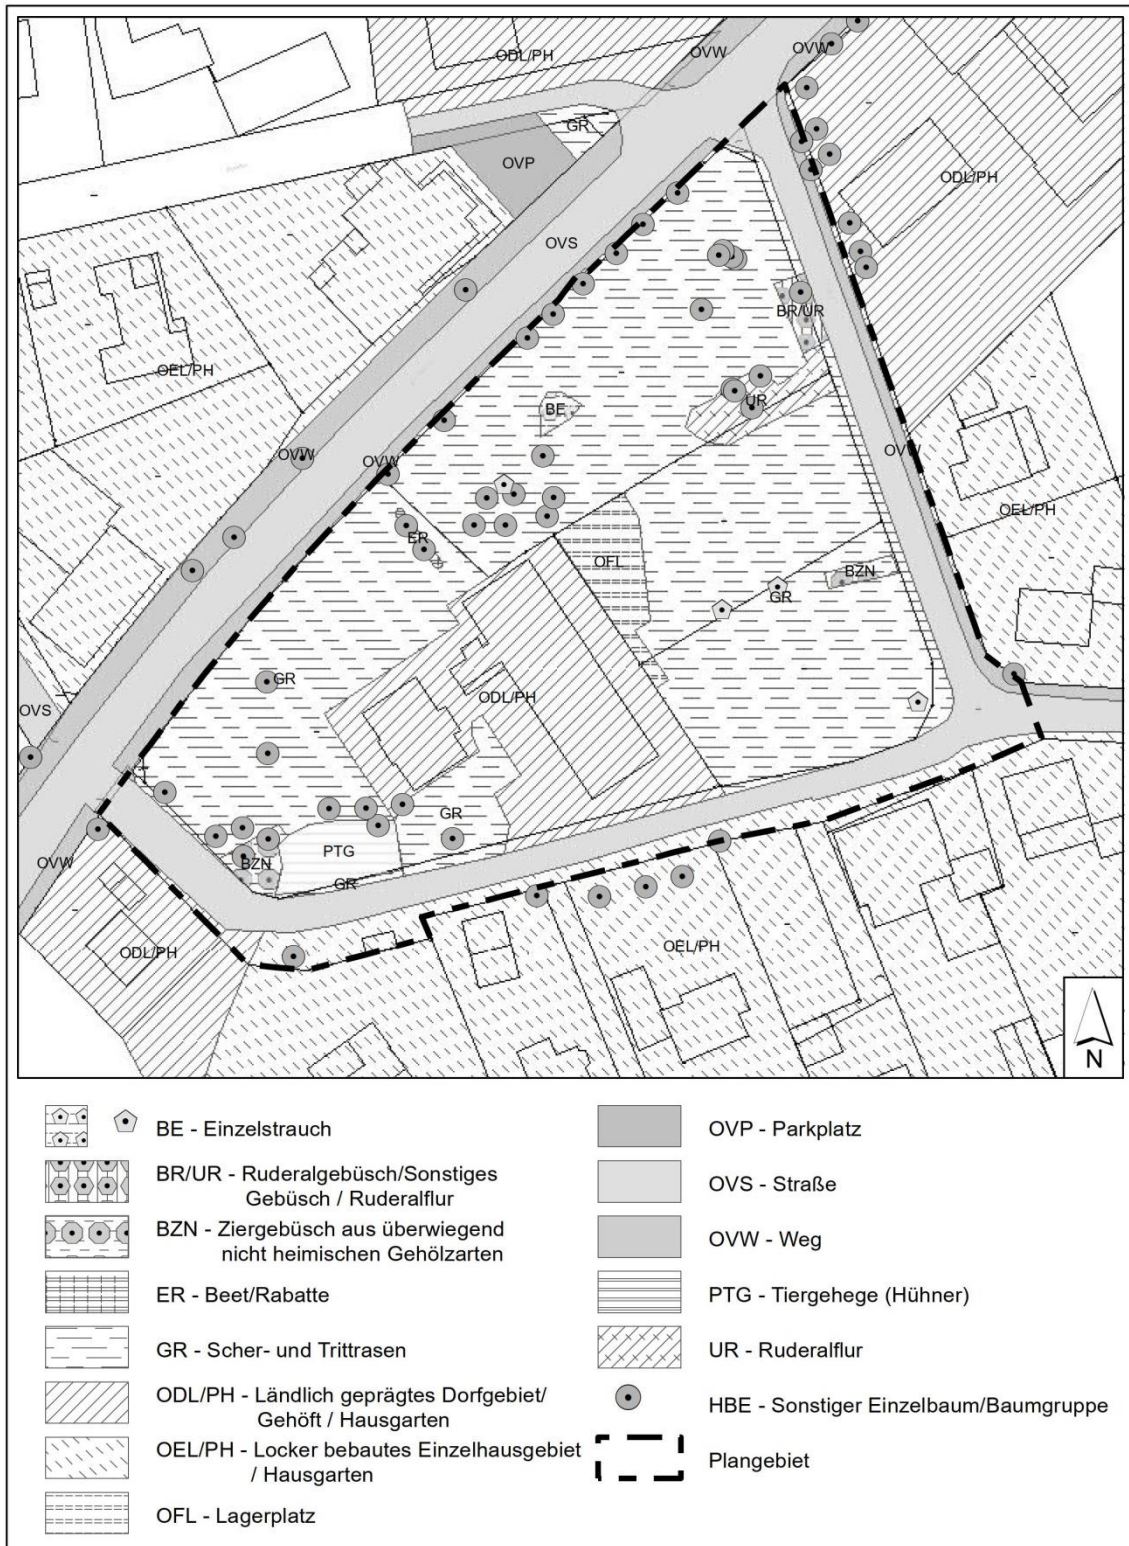 ODL/PH
OVW
OVW
GR
OVP
ODL/PH
OVS
BR/UR
OEL/PH
BE
UR
OVW
OVW
OVW
OEL/PH
ER
OFL
BZN
GR
GR
ODL/PH
OVS
GR
PTG
BZN
GR
OVW
ODL/PH
OEL/PH
N
BE - Einzelstrauch
BR/UR - Ruderalgebüsch/Sonstiges
Gebüsch / Ruderalflur
BZN - Ziergebüsch aus überwiegend
nicht heimischen Gehölzarten
ER - Beet/Rabatte
GR - Scher- und Trittrasen
ODL/PH - Ländlich geprägtes Dorfgebiet/
Gehöft / Hausgarten
OEL/PH - Locker bebautes Einzelhausgebiet
/ Hausgarten
OFL - Lagerplatz
OVP - Parkplatz
OVS - Straße
OVW - Weg
PTG - Tiergehege (Hühner)
UR - Ruderalflur
HBE - Sonstiger Einzelbaum/Baumgruppe
Plangebiet